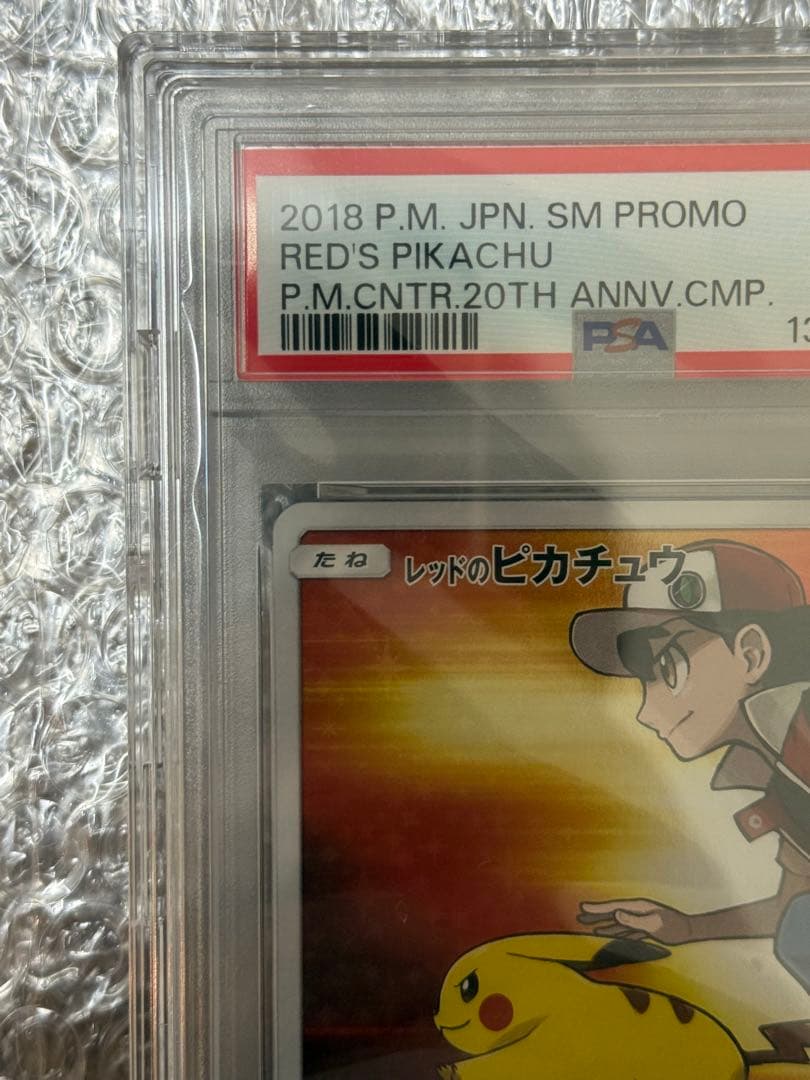 2018 P.M. JPN. SM PROMO
RED'S PIKACHU
P.M.CNTR.20TH ANNV.CMP.
PSA
たね
レッドのピカチュウ